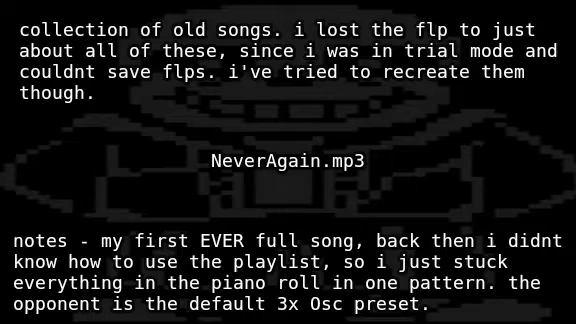 collection of old songs. i lost the flp to just
about all of these, since i was in trial mode and
couldnt save flps. i've tried to recreate them
though.
NeverAgain.mp3
notes - my first EVER full song, back then i didnt
know how to use the playlist, so i just stuck
everything in the piano roll in one pattern. the
opponent is the default 3x Osc preset.